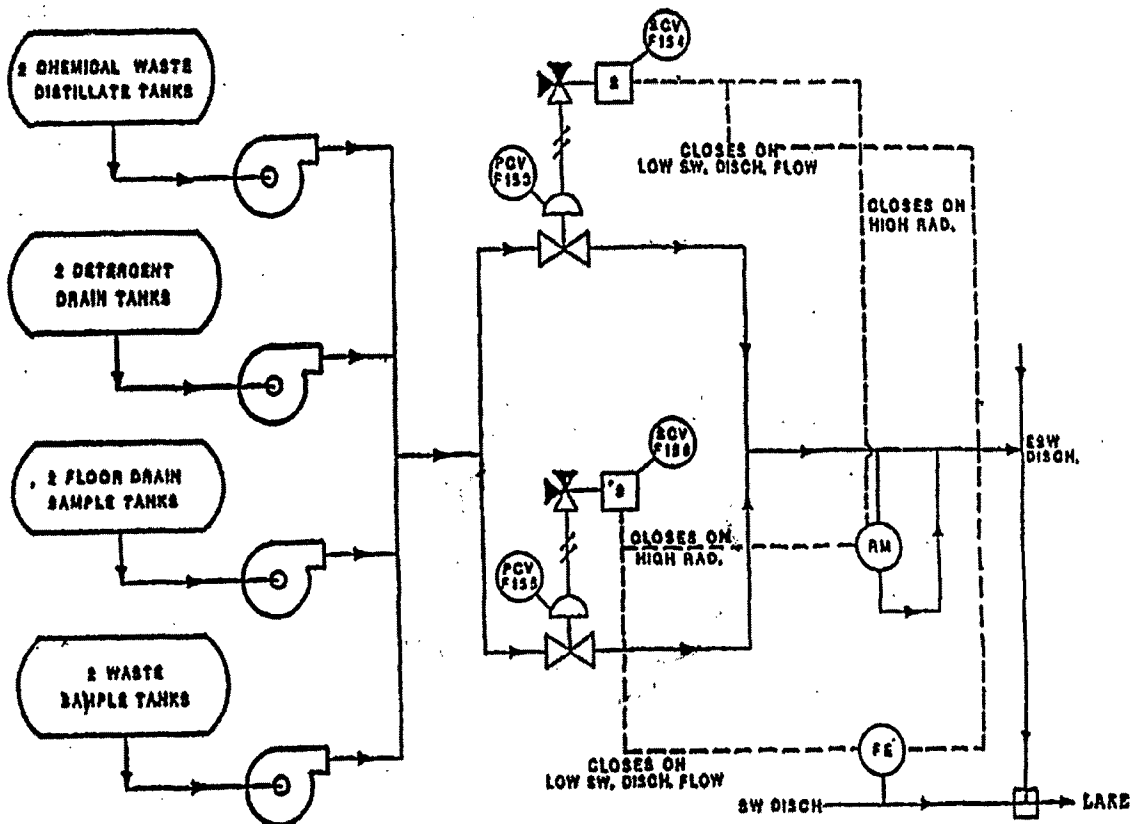 2 CHEMICAL WASTE
DISTILLATE TANKS
2 DETERGENT
DRAIN TANKS
2 FLOOR DRAIN
SAMPLE TANKS
2 WASTE
SAMPLE TANKS
SCV
F154
S
PCV
F153
CLOSES ON
LOW SW. DISCH. FLOW
CLOSES ON
HIGH RAD.
SCV
F156
S
PCV
F155
CLOSES ON
HIGH RAD.
RM
ESW
DISCH.
CLOSES ON
LOW SW. DISCH. FLOW
FE
SW DISCH
LAKE